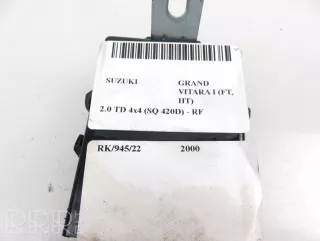 SUZUKI GRAND
VITARA I (FT,
HT)
2.0 TD 4x4 (SQ 420D) - RF
RK/945/22 2000